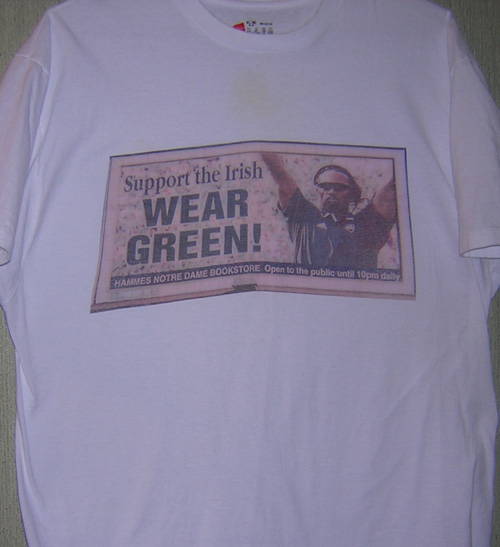 Support the Irish
WEAR
GREEN!
HAMMES NOTRE DAME BOOKSTORE Open to the public until 10pm daily